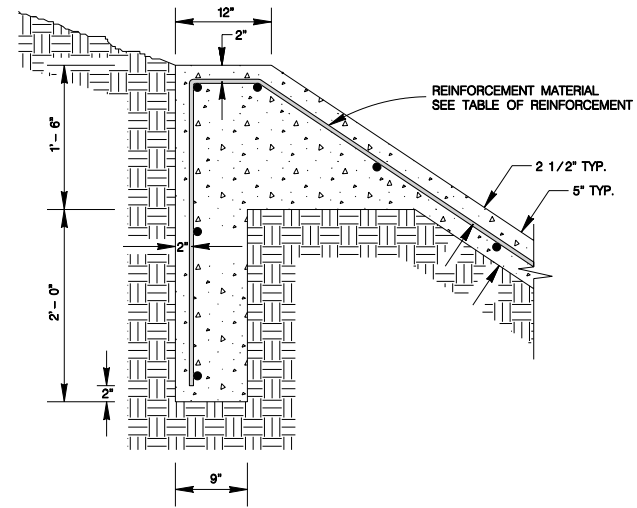 12"
2"
REINFORCEMENT MATERIAL
SEE TABLE OF REINFORCEMENT
1'- 6"
2 1/2" TYP.
5" TYP.
2"
2'- 0"
2"
9"